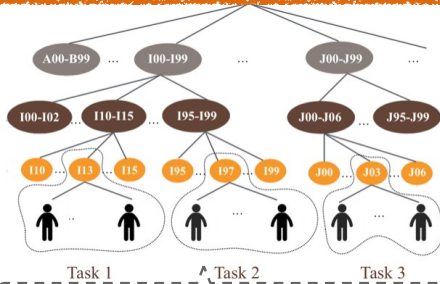 A00-B99 ... I00-I99 ... J00-J99 ...
I00-I02 ... I10-I15 ... I95-I99 J00-J06 ... J95-J99
I10 ... I13 ... I15 I95 ... I97 ... I99 J00 ... J03 ... J06
.. ... ...
Task 1 Task 2 Task 3